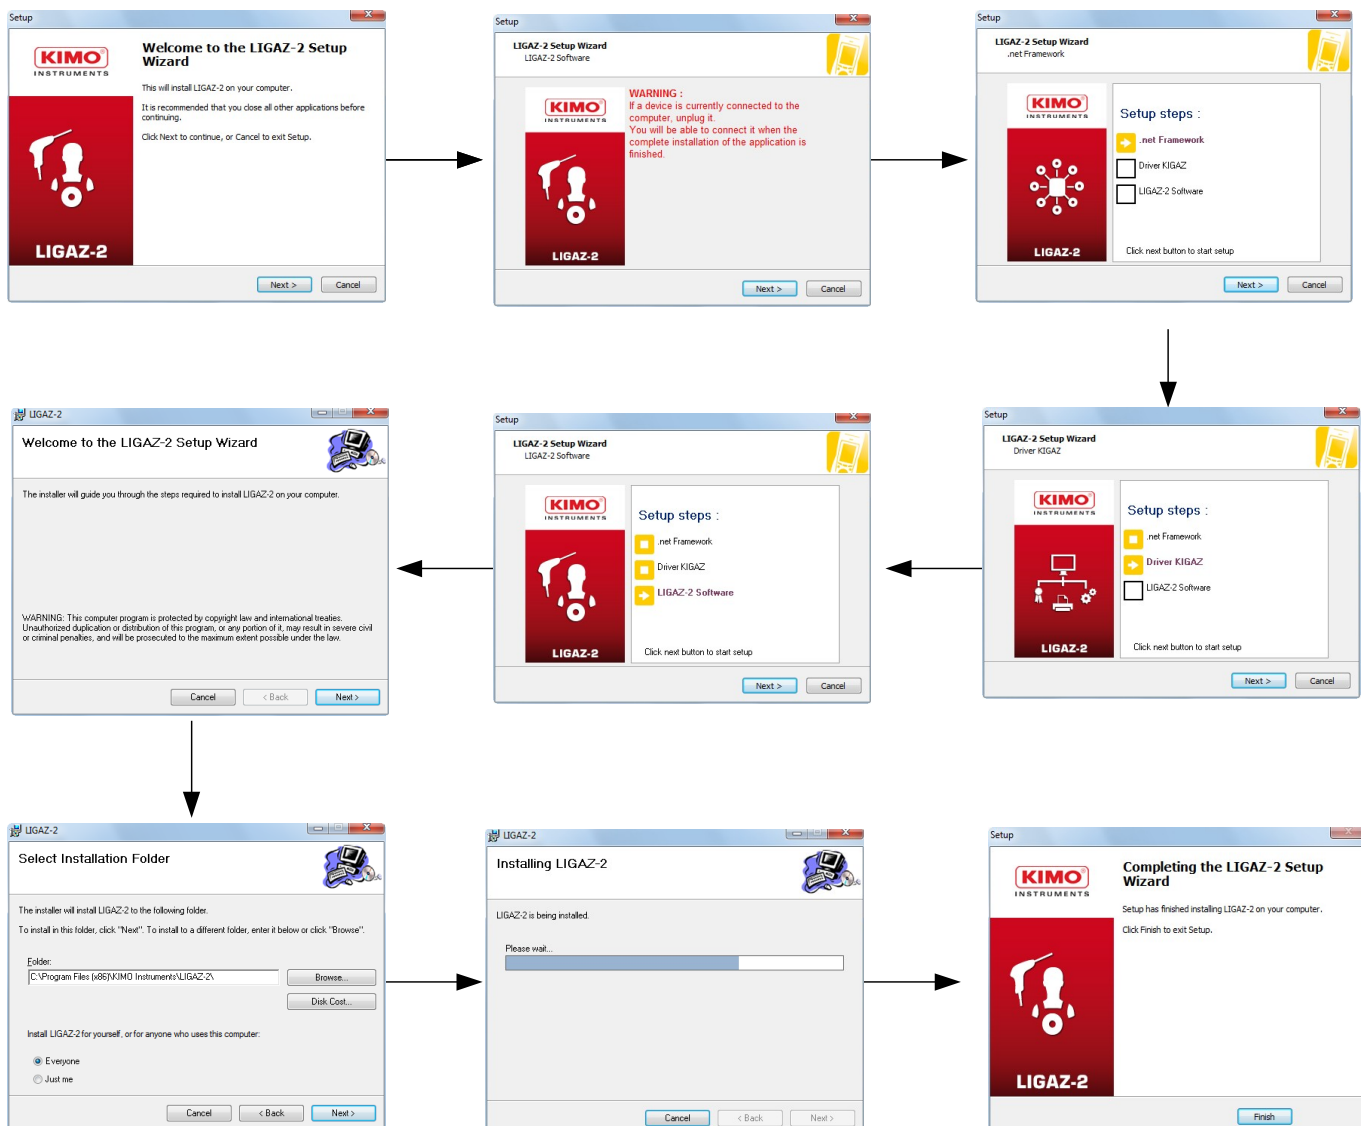 Setup
KIMO
INSTRUMENTS
LIGAZ-2
Welcome to the LIGAZ-2 Setup
Wizard
This will install LIGAZ-2 on your computer.
It is recommended that you close all other applications before
continuing.
Click Next to continue, or Cancel to exit Setup.
Next >
Cancel
Setup
LIGAZ-2 Setup Wizard
LIGAZ-2 Software
KIMO
INSTRUMENTS
LIGAZ-2
WARNING :
If a device is currently connected to the
computer, unplug it.
You will be able to connect it when the
complete installation of the application is
finished.
Next >
Cancel
Setup
LIGAZ-2 Setup Wizard
.net Framework
KIMO
INSTRUMENTS
LIGAZ-2
Setup steps :
.net Framework
Driver KIGAZ
LIGAZ-2 Software
Click next button to start setup
Next >
Cancel
Setup
LIGAZ-2 Setup Wizard
Driver KIGAZ
KIMO
INSTRUMENTS
LIGAZ-2
Setup steps :
.net Framework
Driver KIGAZ
LIGAZ-2 Software
Click next button to start setup
Next >
Cancel
Setup
LIGAZ-2 Setup Wizard
LIGAZ-2 Software
KIMO
INSTRUMENTS
LIGAZ-2
Setup steps :
.net Framework
Driver KIGAZ
LIGAZ-2 Software
Click next button to start setup
Next >
Cancel
LIGAZ-2
Welcome to the LIGAZ-2 Setup Wizard
The installer will guide you through the steps required to install LIGAZ-2 on your computer.
WARNING: This computer program is protected by copyright law and international treaties.
Unauthorized duplication or distribution of this program, or any portion of it, may result in severe civil
or criminal penalties, and will be prosecuted to the maximum extent possible under the law.
Cancel
< Back
Next >
LIGAZ-2
Select Installation Folder
The installer will install LIGAZ-2 to the following folder.
To install in this folder, click "Next". To install to a different folder, enter it below or click "Browse".
Folder:
C:\Program Files (x86)\KIMO Instruments\LIGAZ-2\
Browse...
Disk Cost...
Install LIGAZ-2 for yourself, or for anyone who uses this computer:
Everyone
Just me
Cancel
< Back
Next >
LIGAZ-2
Installing LIGAZ-2
LIGAZ-2 is being installed.
Please wait...
Cancel
< Back
Next >
Setup
KIMO
INSTRUMENTS
LIGAZ-2
Completing the LIGAZ-2 Setup
Wizard
Setup has finished installing LIGAZ-2 on your computer.
Click Finish to exit Setup.
Finish